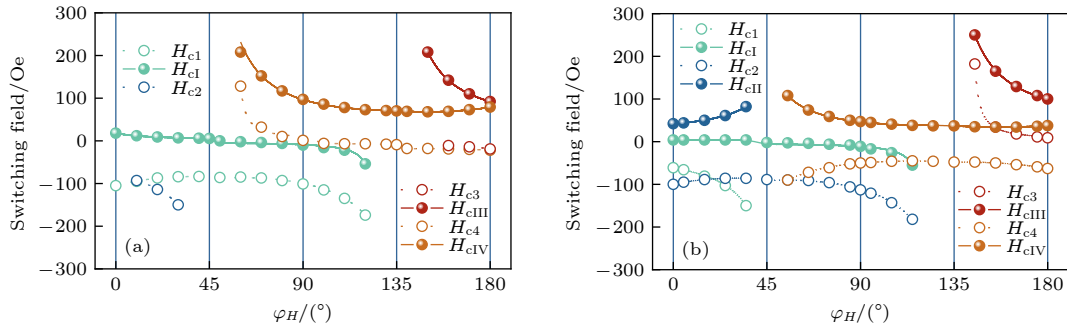 300
200
100
0
−100
−200
−300
Switching field/Oe
H_c1
H_cI
H_c2
H_c3
H_cIII
H_c4
H_cIV
(a)
0 45 90 135 180
φ_H/(°)
300
200
100
0
−100
−200
−300
Switching field/Oe
H_c1
H_cI
H_c2
H_cII
H_c3
H_cIII
H_c4
H_cIV
(b)
0 45 90 135 180
φ_H/(°)